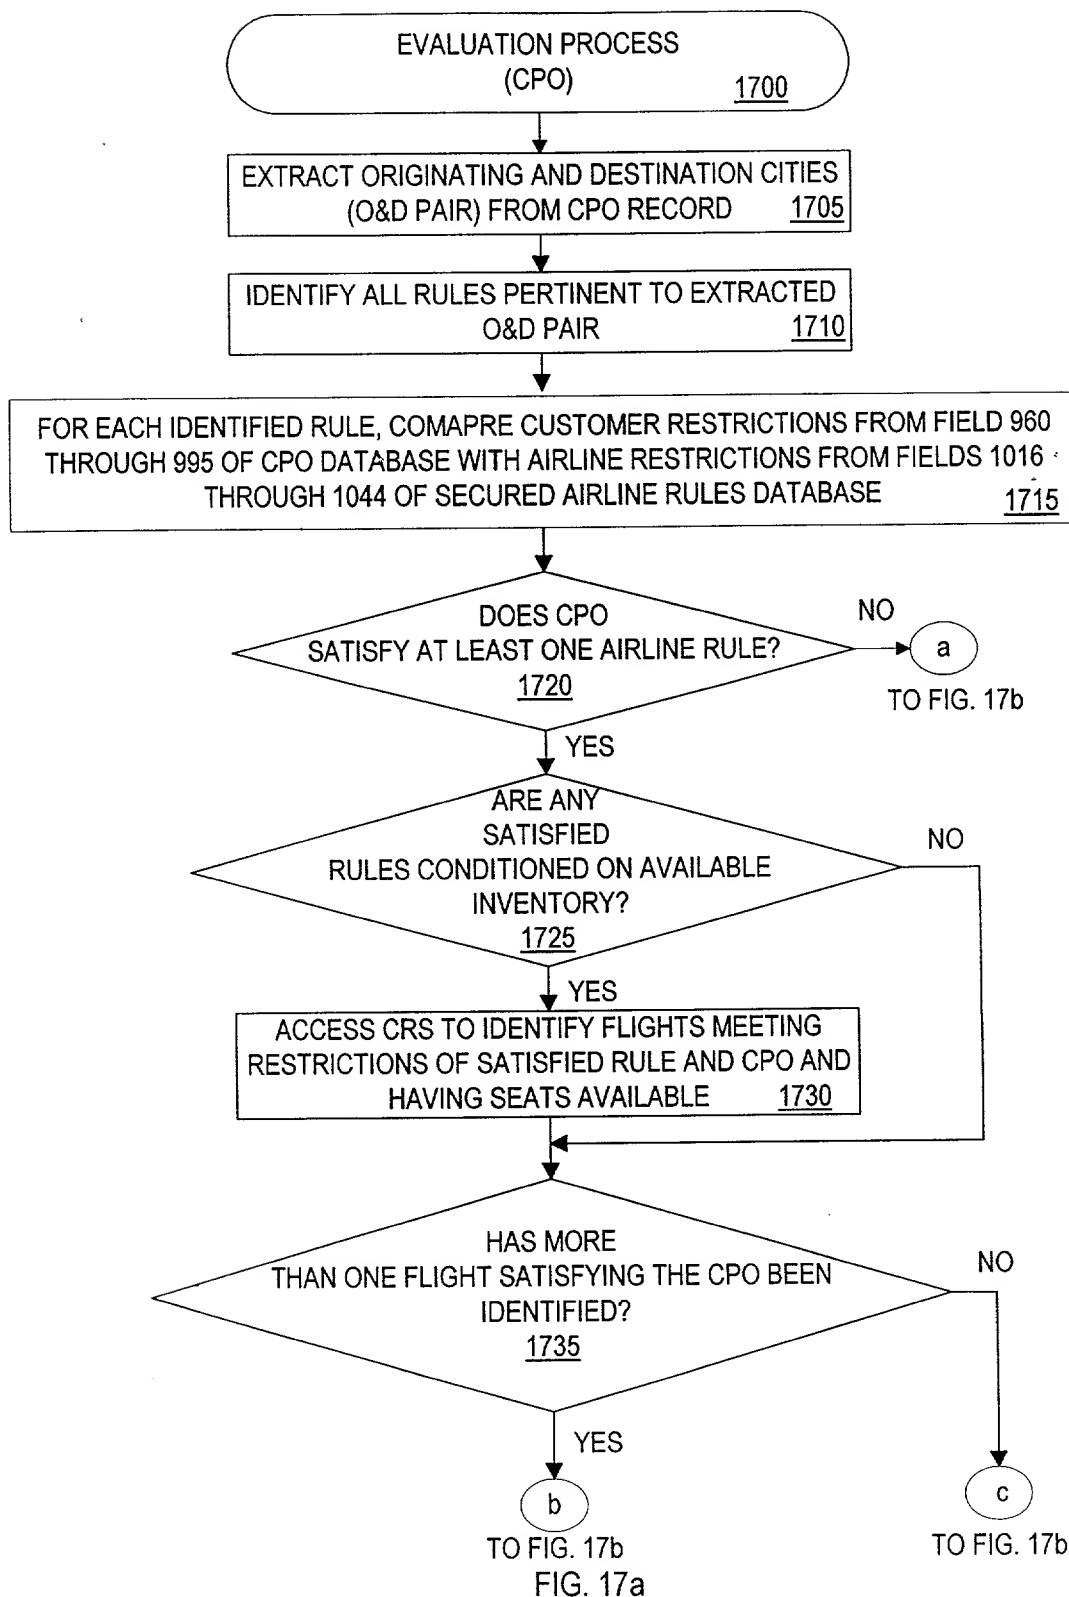 EVALUATION PROCESS
(CPO)
1700
EXTRACT ORIGINATING AND DESTINATION CITIES
(O&D PAIR) FROM CPO RECORD 1705
IDENTIFY ALL RULES PERTINENT TO EXTRACTED
O&D PAIR 1710
FOR EACH IDENTIFIED RULE, COMAPRE CUSTOMER RESTRICTIONS FROM FIELD 960
THROUGH 995 OF CPO DATABASE WITH AIRLINE RESTRICTIONS FROM FIELDS 1016
THROUGH 1044 OF SECURED AIRLINE RULES DATABASE 1715
DOES CPO
SATISFY AT LEAST ONE AIRLINE RULE?
1720
NO
a
TO FIG. 17b
YES
ARE ANY
SATISFIED
RULES CONDITIONED ON AVAILABLE
INVENTORY?
1725
NO
YES
ACCESS CRS TO IDENTIFY FLIGHTS MEETING
RESTRICTIONS OF SATISFIED RULE AND CPO AND
HAVING SEATS AVAILABLE 1730
HAS MORE
THAN ONE FLIGHT SATISFYING THE CPO BEEN
IDENTIFIED?
1735
NO
YES
b
TO FIG. 17b
c
TO FIG. 17b
FIG. 17a